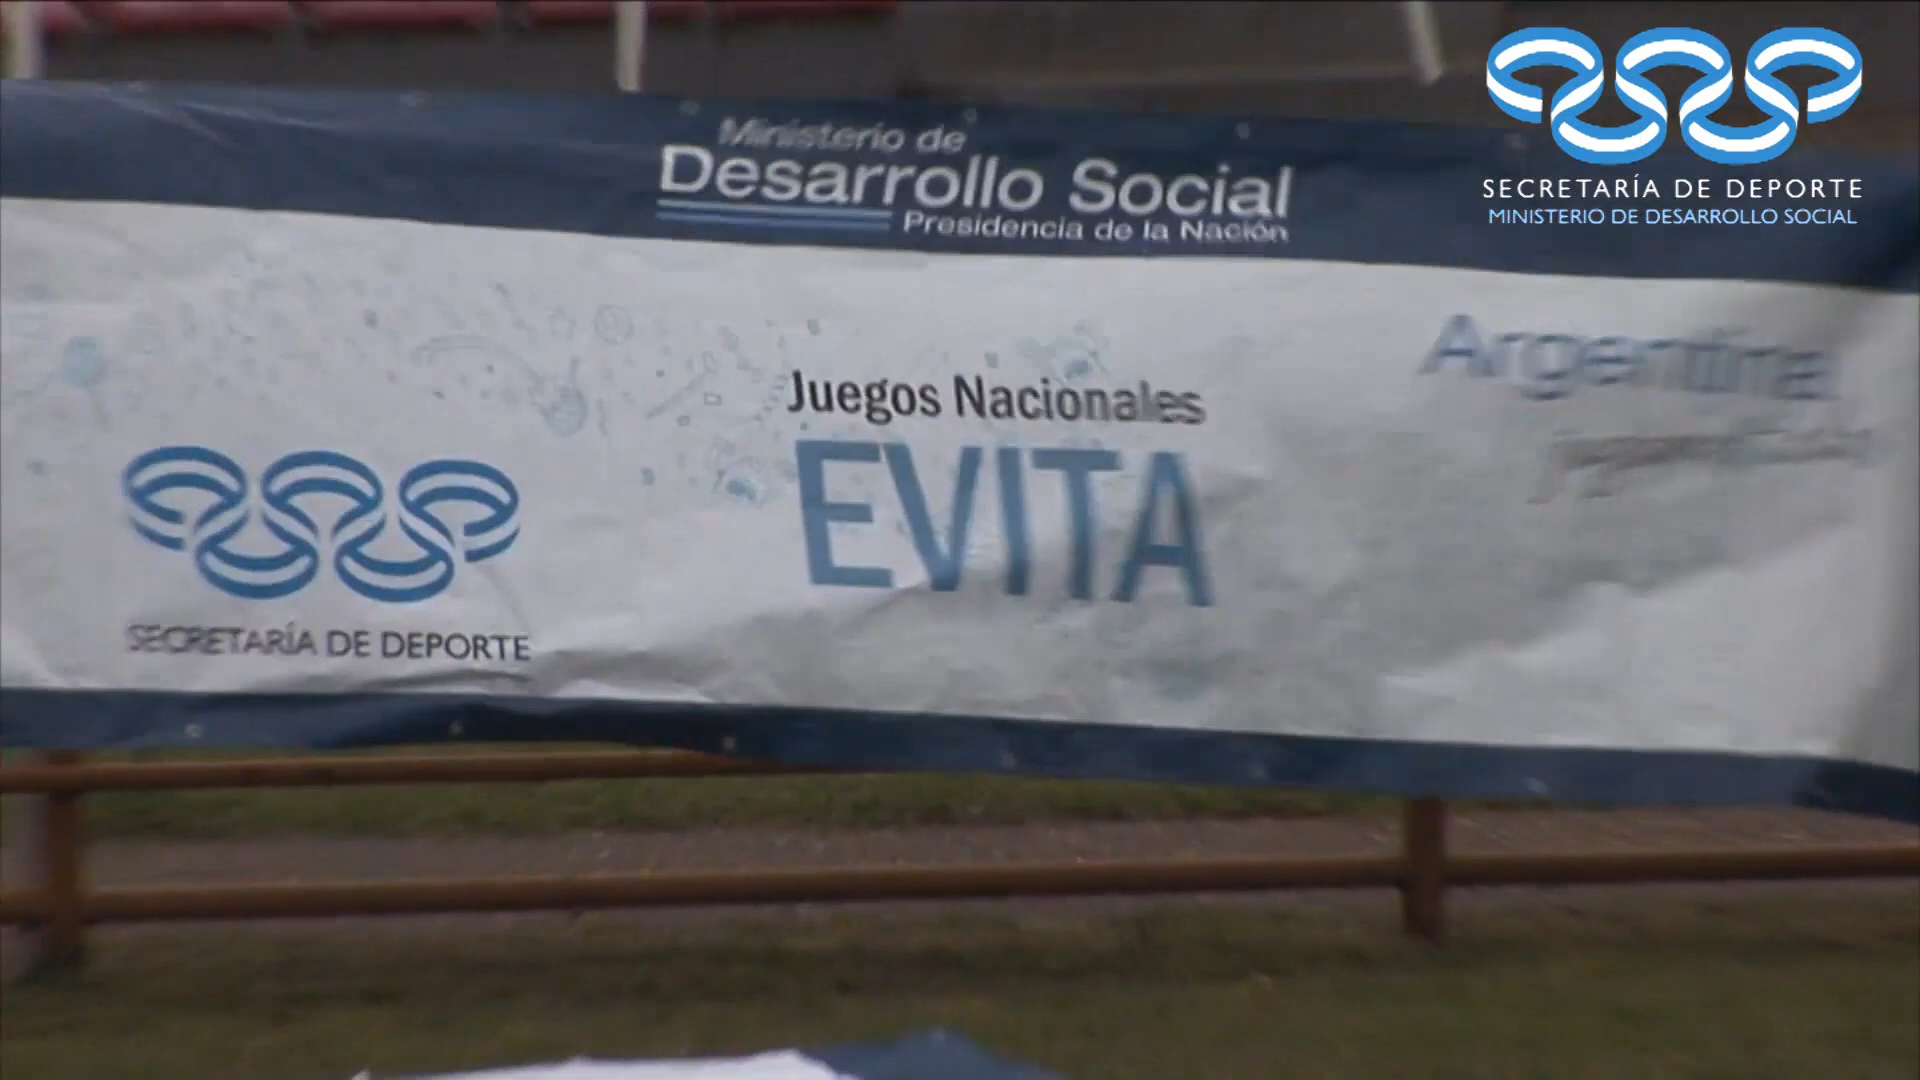 Ministerio de
Desarrollo Social
Presidencia de la Nación
SECRETARÍA DE DEPORTE
MINISTERIO DE DESARROLLO SOCIAL
Argentina
Juegos Nacionales
EVITA
SECRETARÍA DE DEPORTE